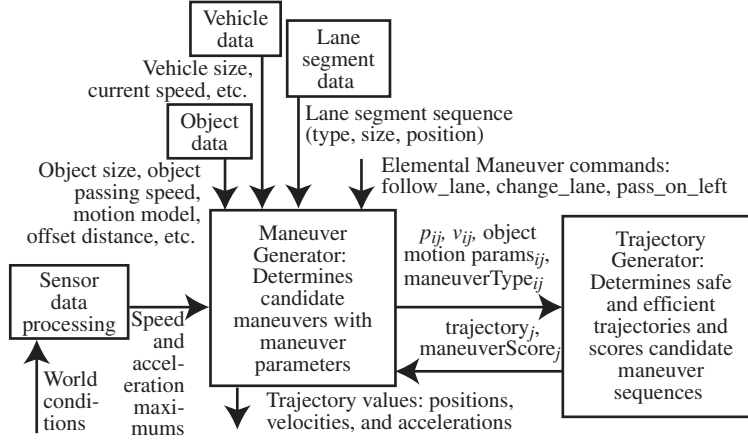 Vehicle
data
Lane
segment
data
Vehicle size,
current speed, etc.
Object
data
Lane segment sequence
(type, size, position)
Object size, object
passing speed,
motion model,
offset distance, etc.
Elemental Maneuver commands:
follow_lane, change_lane, pass_on_left
Sensor
data
processing
World
condi-
tions
Speed
and
accel-
eration
maxi-
mums
Maneuver
Generator:
Determines
candidate
maneuvers with
maneuver
parameters
p_ij, v_ij, object
motion params_ij,
maneuverType_ij
trajectory_j,
maneuverScore_j
Trajectory
Generator:
Determines safe
and efficient
trajectories and
scores candidate
maneuver
sequences
Trajectory values: positions,
velocities, and accelerations